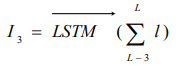 $I_3 = \overrightarrow{LSTM} \ (\sum_{L-3}^{L} l)$